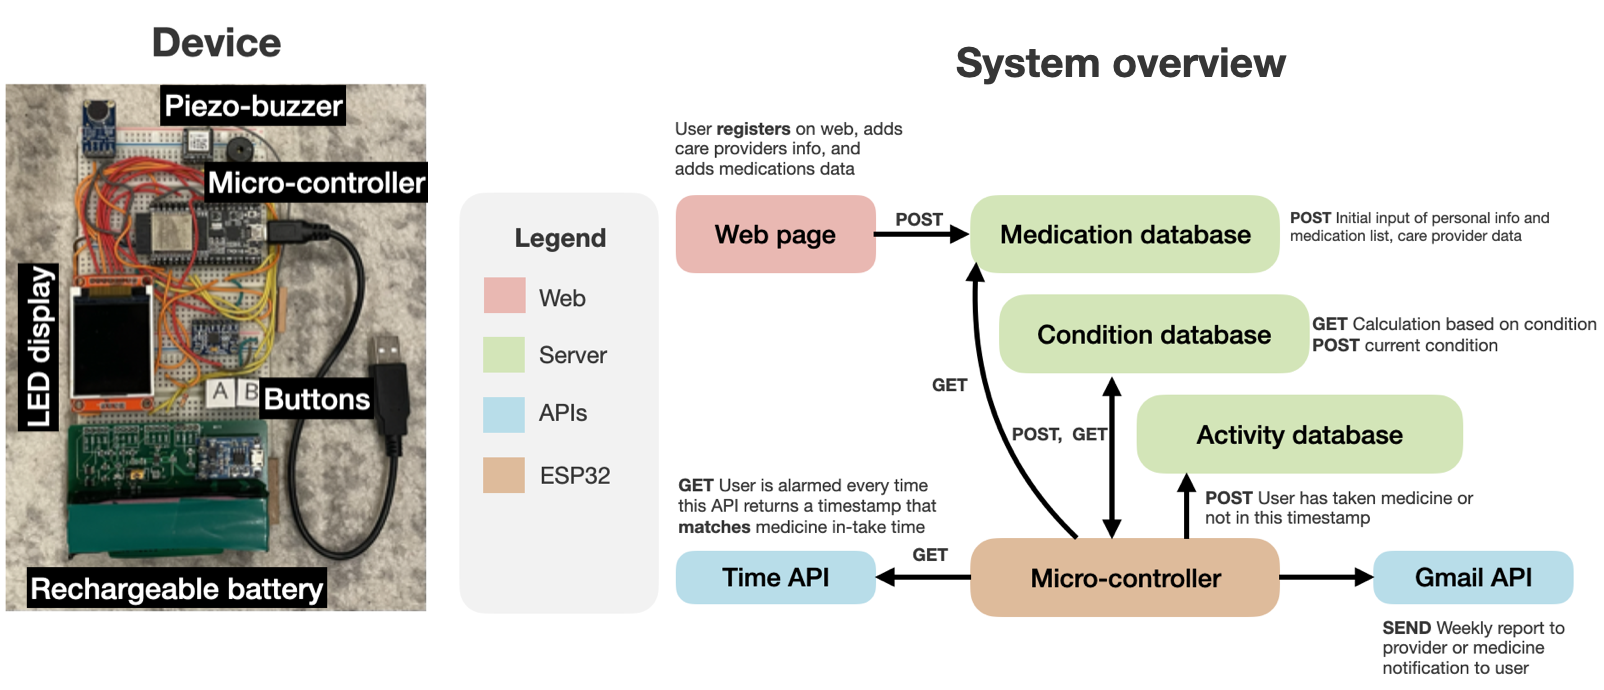 Device
Piezo-buzzer
Micro-controller
LED display
A B
Buttons
Rechargeable battery
System overview
Legend
Web
Server
APIs
ESP32
User registers on web, adds
care providers info, and
adds medications data
Web page
POST
Medication database
POST Initial input of personal info and
medication list, care provider data
Condition database
GET Calculation based on condition
POST current condition
GET
POST, GET
Activity database
POST User has taken medicine or
not in this timestamp
GET User is alarmed every time
this API returns a timestamp that
matches medicine in-take time
Time API
GET
Micro-controller
Gmail API
SEND Weekly report to
provider or medicine
notification to user